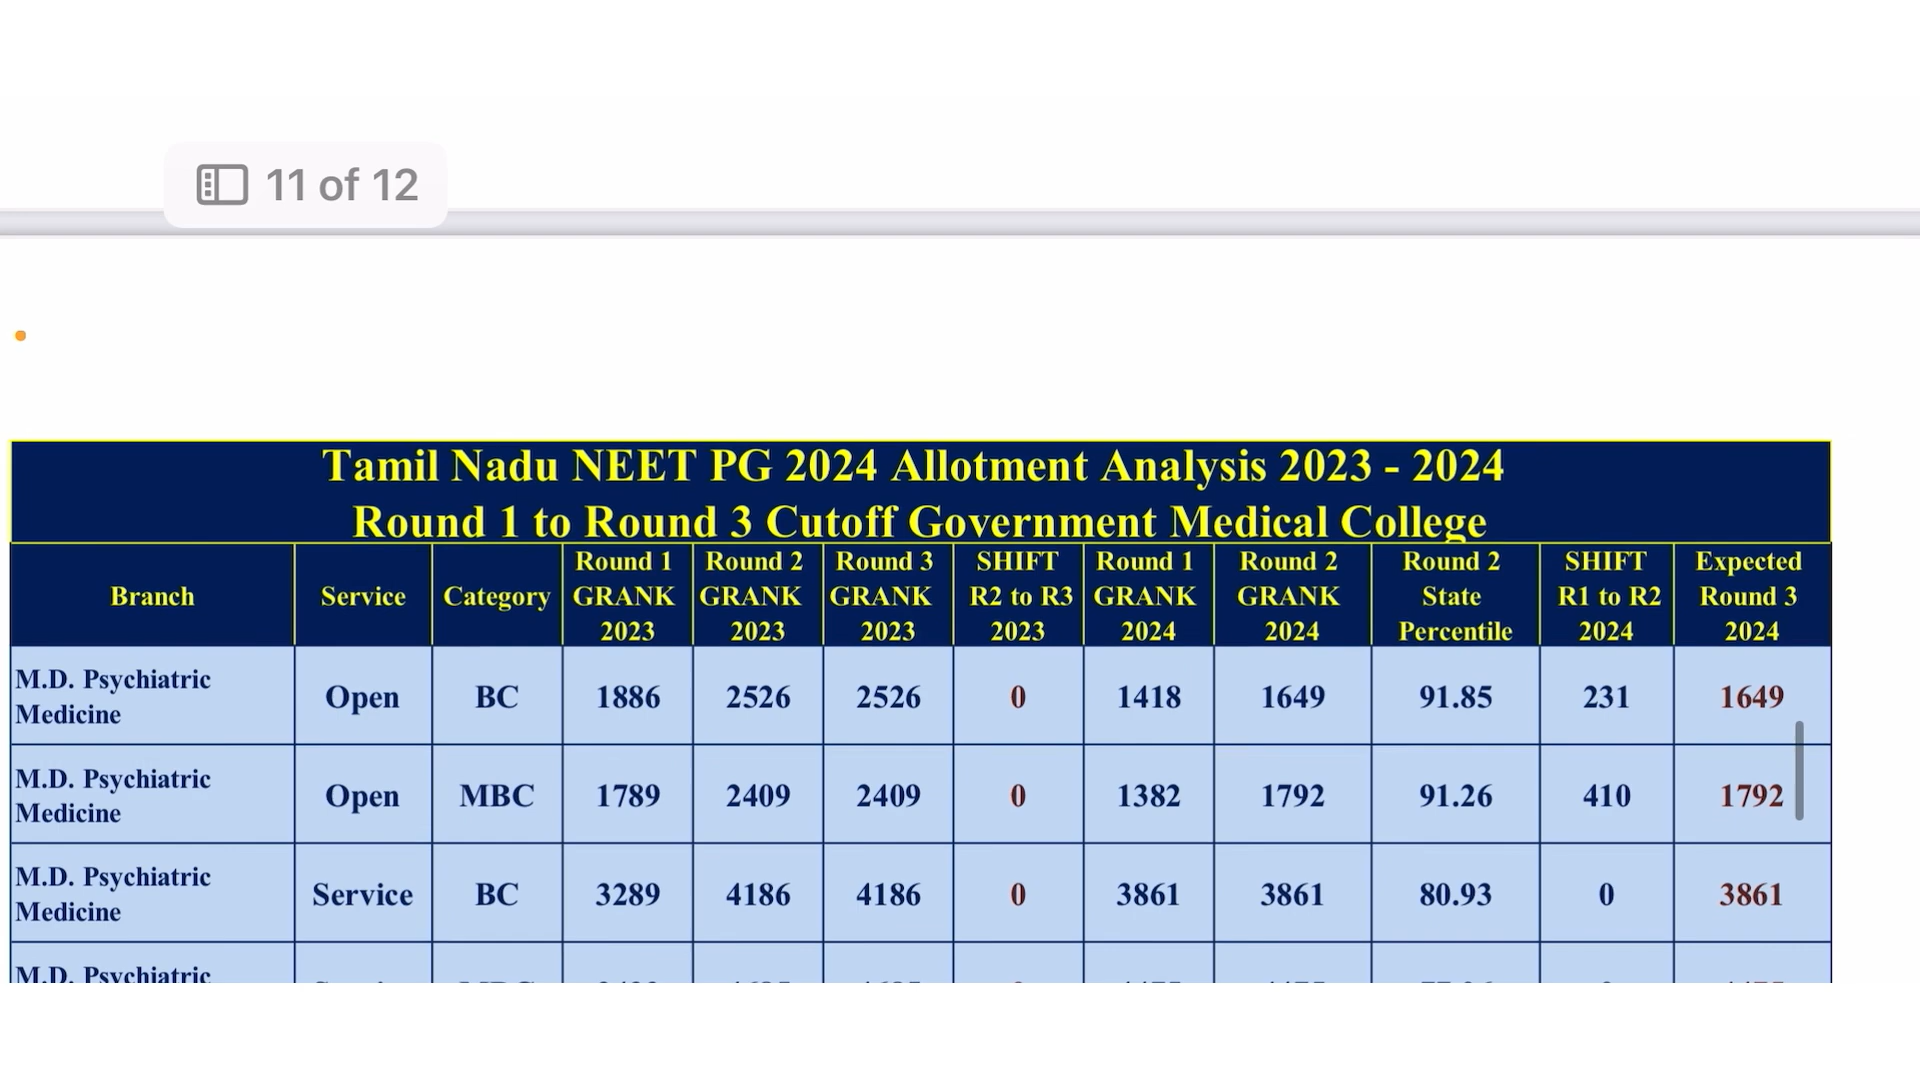 11 of 12
Tamil Nadu NEET PG 2024 Allotment Analysis 2023 - 2024
Round 1 to Round 3 Cutoff Government Medical College
Branch Service Category Round 1 GRANK 2023 Round 2 GRANK 2023 Round 3 GRANK 2023 SHIFT R2 to R3 2023 Round 1 GRANK 2024 Round 2 GRANK 2024 Round 2 State Percentile SHIFT R1 to R2 2024 Expected Round 3 2024
M.D. Psychiatric Medicine Open BC 1886 2526 2526 0 1418 1649 91.85 231 1649
M.D. Psychiatric Medicine Open MBC 1789 2409 2409 0 1382 1792 91.26 410 1792
M.D. Psychiatric Medicine Service BC 3289 4186 4186 0 3861 3861 80.93 0 3861
M.D. Psychiatric